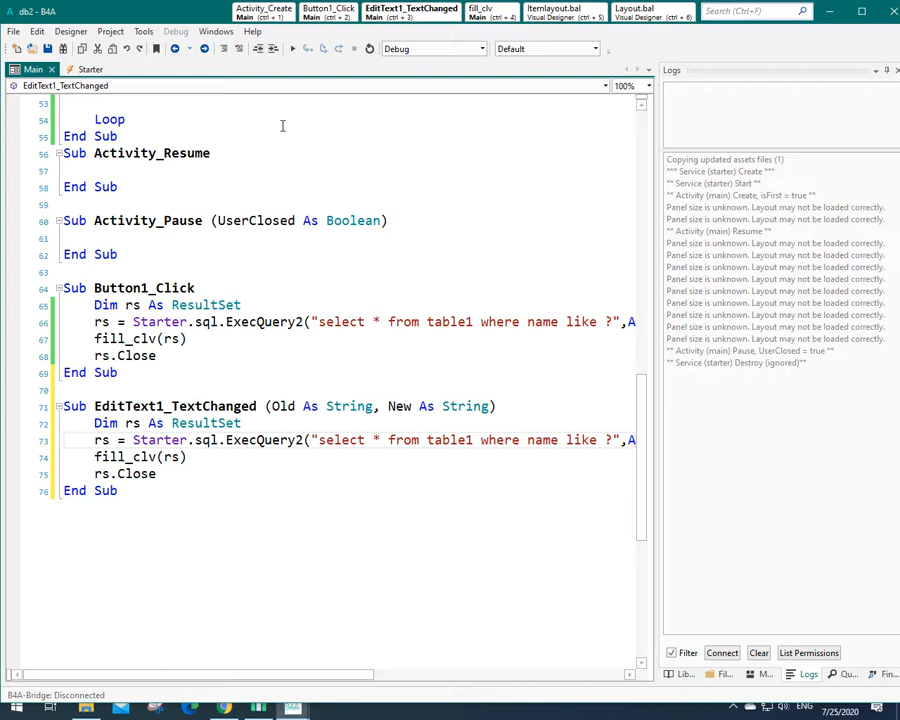 db2 - B4A
Activity_Create
Main (ctrl + 1)
Button1_Click
Main (ctrl + 2)
EditText1_TextChanged
Main (ctrl + 3)
fill_clv
Main (ctrl + 4)
Itemlayout.bal
Visual Designer (ctrl + 5)
Layout.bal
Visual Designer (ctrl + 6)
Search (Ctrl+F)
File Edit Designer Project Tools Debug Windows Help
Debug
Default
Main
Starter
Logs
EditText1_TextChanged
100%
53
54 Loop
55 End Sub
56 Sub Activity_Resume
57
58 End Sub
59
60 Sub Activity_Pause (UserClosed As Boolean)
61
62 End Sub
63
64 Sub Button1_Click
65 Dim rs As ResultSet
66 rs = Starter.sql.ExecQuery2("select * from table1 where name like ?",A
67 fill_clv(rs)
68 rs.Close
69 End Sub
70
71 Sub EditText1_TextChanged (Old As String, New As String)
72 Dim rs As ResultSet
73 rs = Starter.sql.ExecQuery2("select * from table1 where name like ?",A
74 fill_clv(rs)
75 rs.Close
76 End Sub
Copying updated assets files (1)
*** Service (starter) Create ***
** Service (starter) Start **
** Activity (main) Create, isFirst = true **
Panel size is unknown. Layout may not be loaded correctly.
Panel size is unknown. Layout may not be loaded correctly.
** Activity (main) Resume **
Panel size is unknown. Layout may not be loaded correctly.
Panel size is unknown. Layout may not be loaded correctly.
Panel size is unknown. Layout may not be loaded correctly.
Panel size is unknown. Layout may not be loaded correctly.
Panel size is unknown. Layout may not be loaded correctly.
Panel size is unknown. Layout may not be loaded correctly.
Panel size is unknown. Layout may not be loaded correctly.
Panel size is unknown. Layout may not be loaded correctly.
Panel size is unknown. Layout may not be loaded correctly.
** Activity (main) Pause, UserClosed = true **
** Service (starter) Destroy (ignored)**
Filter Connect Clear List Permissions
Lib... Fil... M... Logs Qu... Fin...
B4A-Bridge: Disconnected
ENG
7/25/2020